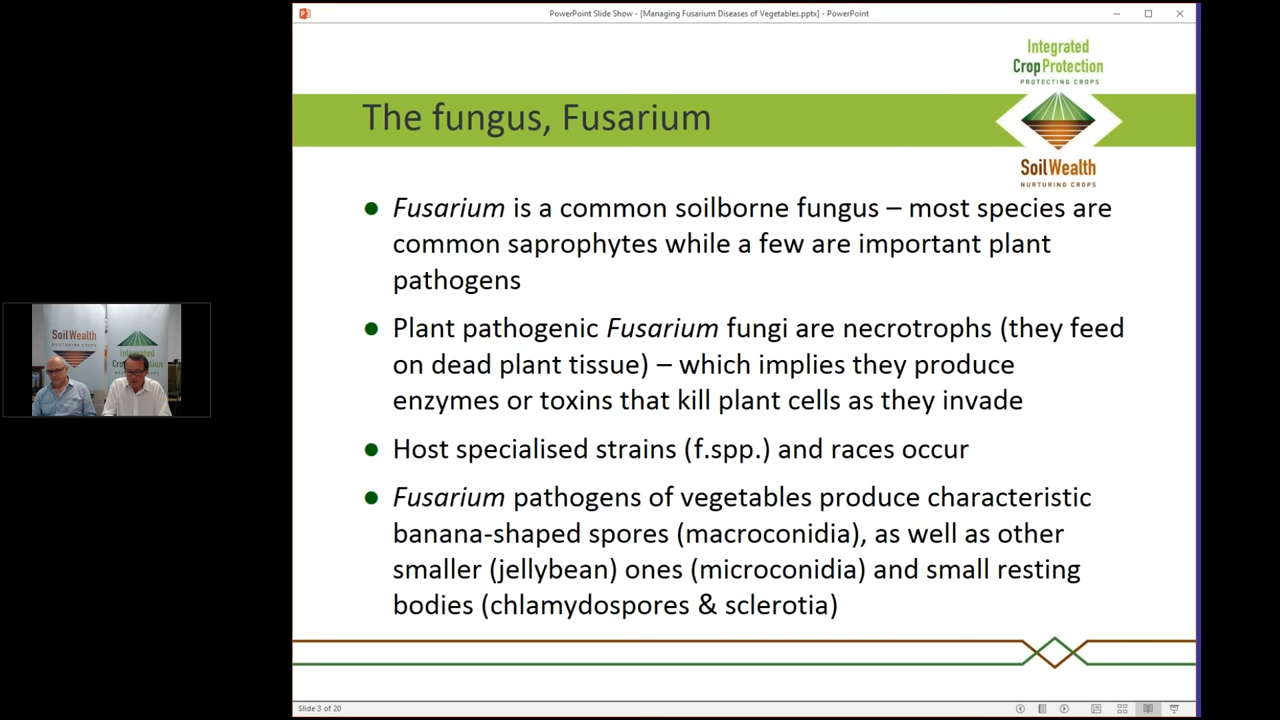 PowerPoint Slide Show - [Managing Fusarium Diseases of Vegetables.pptx] - PowerPoint
Integrated
Crop Protection
PROTECTING CROPS
The fungus, Fusarium
Soil Wealth
NURTURING CROPS
Fusarium is a common soilborne fungus – most species are
common saprophytes while a few are important plant
pathogens
Plant pathogenic Fusarium fungi are necrotrophs (they feed
on dead plant tissue) – which implies they produce
enzymes or toxins that kill plant cells as they invade
Host specialised strains (f.spp.) and races occur
Fusarium pathogens of vegetables produce characteristic
banana-shaped spores (macroconidia), as well as other
smaller (jellybean) ones (microconidia) and small resting
bodies (chlamydospores & sclerotia)
Soil Wealth
Integrated
Slide 3 of 20